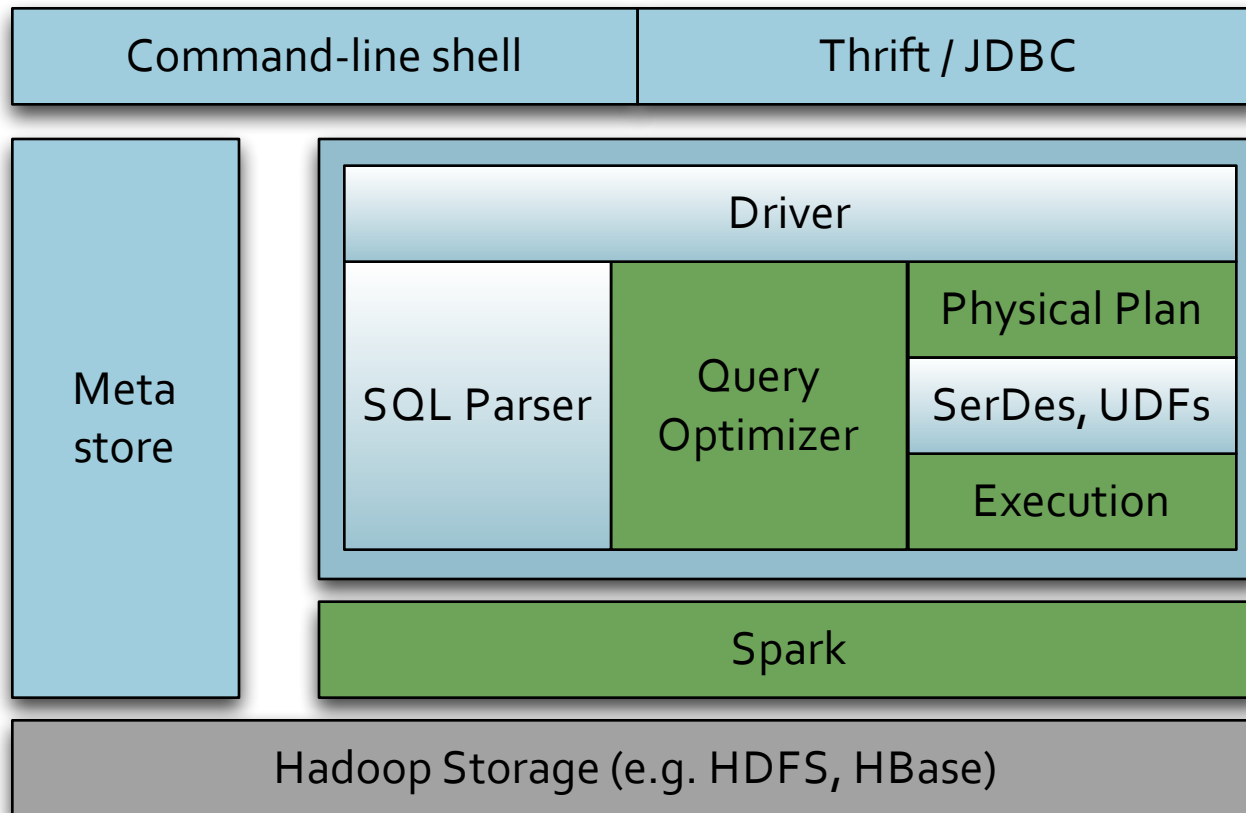 Command-line shell
Thrift / JDBC
Meta
store
Driver
SQL Parser
Query
Optimizer
Physical Plan
SerDes, UDFs
Execution
Spark
Hadoop Storage (e.g. HDFS, HBase)